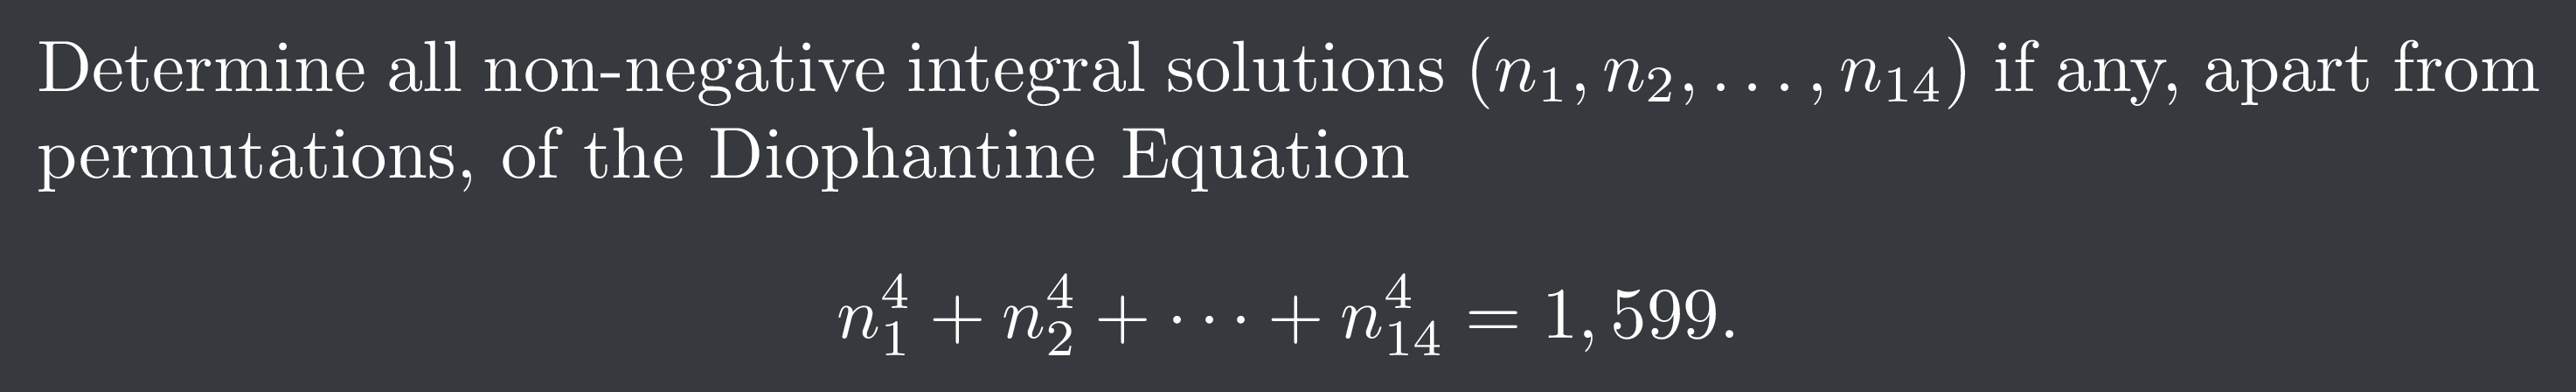 Determine all non-negative integral solutions $(n_1, n_2, \ldots, n_{14})$ if any, apart from
permutations, of the Diophantine Equation
$$n_1^4 + n_2^4 + \cdots + n_{14}^4 = 1,599.$$